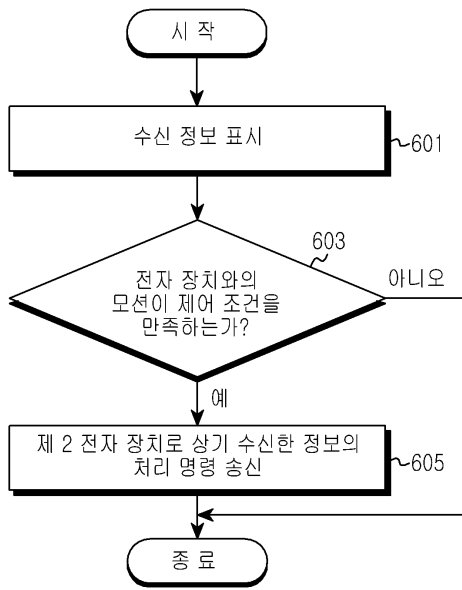 시 작
수신 정보 표시
601
603
전자 장치와의
모션이 제어 조건을
만족하는가?
아니오
예
제 2 전자 장치로 상기 수신한 정보의
처리 명령 송신
605
종 료